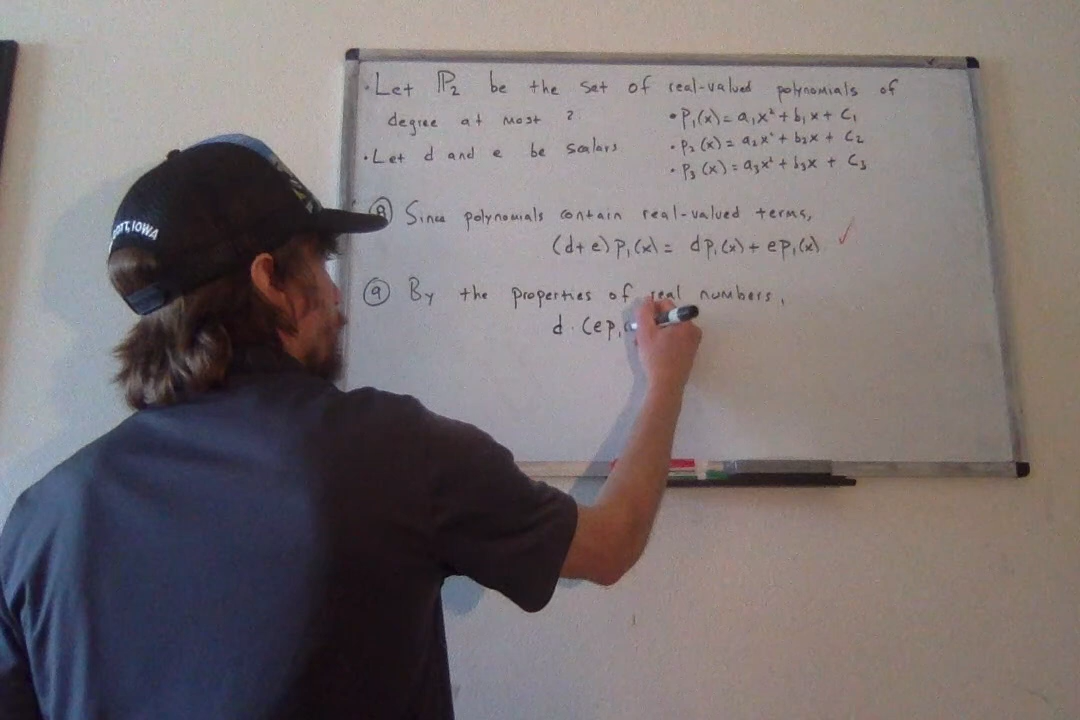 • Let ℙ₂ be the set of real-valued polynomials of
degree at most 2
• p₁(x) = a₁x² + b₁x + c₁
• Let d and e be scalars
• p₂(x) = a₂x² + b₂x + c₂
• p₃(x) = a₃x² + b₃x + c₃
⑧ Since polynomials contain real-valued terms,
(d+e)p₁(x) = dp₁(x) + ep₁(x) ✓
⑨ By the properties of real numbers,
d · (ep₁(
OTT, IOWA